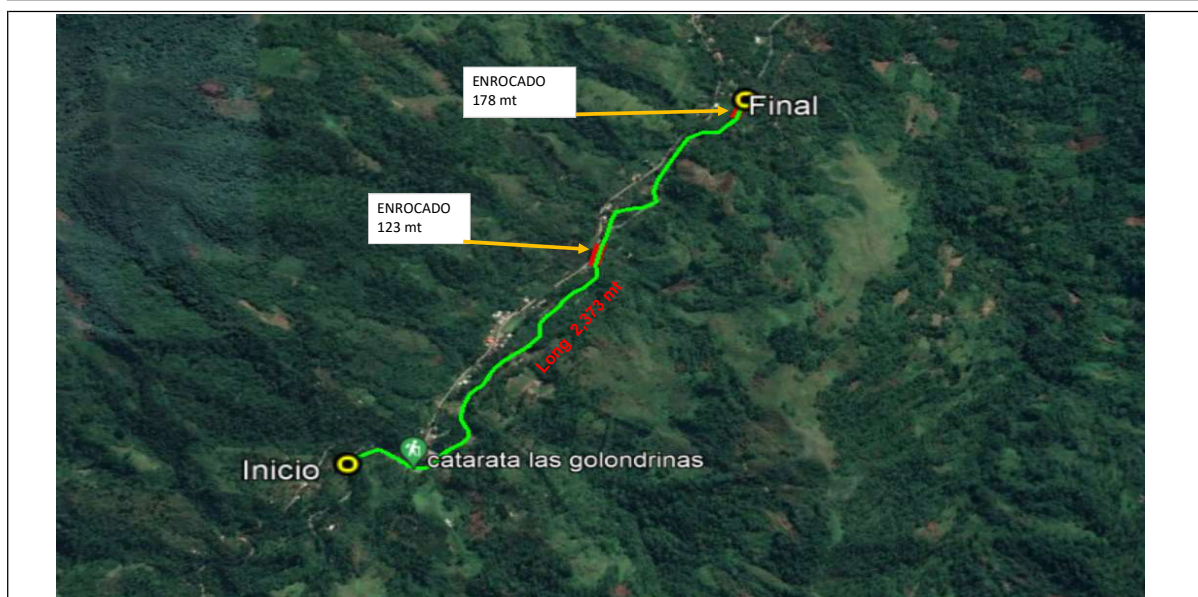 ENROCADO
178 mt
Final
ENROCADO
123 mt
Long 2,373 mt
Inicio
catarata las golondrinas